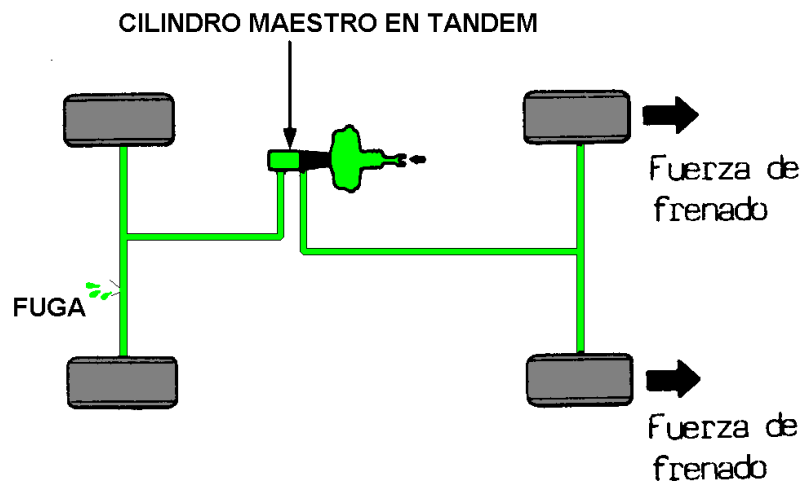 CILINDRO MAESTRO EN TANDEM
Fuerza de
frenado
FUGA
Fuerza de
frenado